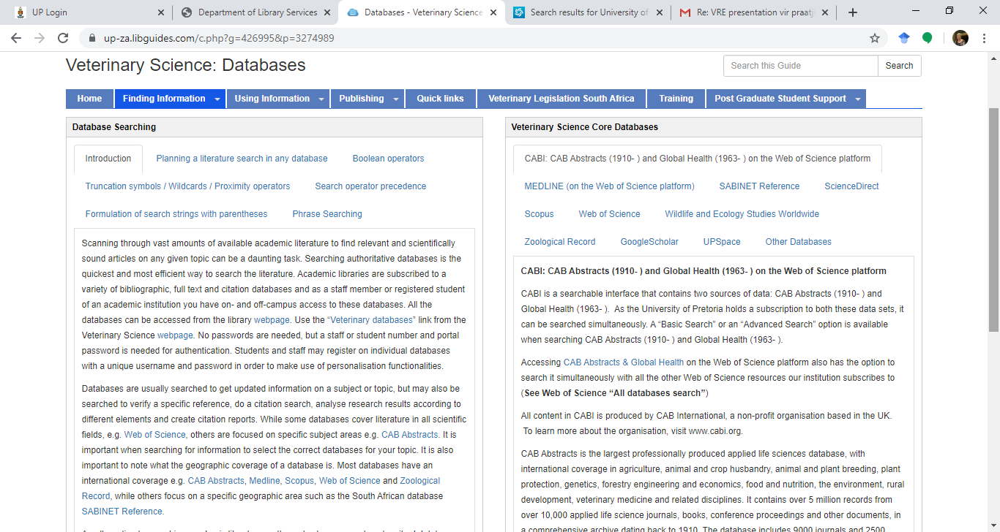 UP Login
Department of Library Services
Databases - Veterinary Science
Search results for University of
Re: VRE presentation vir praatj
up-za.libguides.com/c.php?g=426995&p=3274989
Veterinary Science: Databases
Search this Guide
Search
Home
Finding Information
Using Information
Publishing
Quick links
Veterinary Legislation South Africa
Training
Post Graduate Student Support
Database Searching
Introduction
Planning a literature search in any database
Boolean operators
Truncation symbols / Wildcards / Proximity operators
Search operator precedence
Formulation of search strings with parentheses
Phrase Searching
Scanning through vast amounts of available academic literature to find relevant and scientifically
sound articles on any given topic can be a daunting task. Searching authoritative databases is the
quickest and most efficient way to search the literature. Academic libraries are subscribed to a
variety of bibliographic, full text and citation databases and as a staff member or registered student
of an academic institution you have on- and off-campus access to these databases. All the
databases can be accessed from the library webpage. Use the “Veterinary databases” link from the
Veterinary Science webpage. No passwords are needed, but a staff or student number and portal
password is needed for authentication. Students and staff may register on individual databases
with a unique username and password in order to make use of personalisation functionalities.
Databases are usually searched to get updated information on a subject or topic, but may also be
searched to verify a specific reference, do a citation search, analyse research results according to
different elements and create citation reports. While some databases cover literature in all scientific
fields, e.g. Web of Science, others are focused on specific subject areas e.g. CAB Abstracts. It is
important when searching for information to select the correct databases for your topic. It is also
important to note what the geographic coverage of a database is. Most databases have an
international coverage e.g. CAB Abstracts, Medline, Scopus, Web of Science and Zoological
Record, while others focus on a specific geographic area such as the South African database
SABINET Reference.
Veterinary Science Core Databases
CABI: CAB Abstracts (1910- ) and Global Health (1963- ) on the Web of Science platform
MEDLINE (on the Web of Science platform)
SABINET Reference
ScienceDirect
Scopus
Web of Science
Wildlife and Ecology Studies Worldwide
Zoological Record
GoogleScholar
UPSpace
Other Databases
CABI: CAB Abstracts (1910- ) and Global Health (1963- ) on the Web of Science platform
CABI is a searchable interface that contains two sources of data: CAB Abstracts (1910- ) and
Global Health (1963- ).  As the University of Pretoria holds a subscription to both these data sets, it
can be searched simultaneously. A “Basic Search” or an “Advanced Search” option is available
when searching CAB Abstracts (1910- ) and Global Health (1963- ).
Accessing CAB Abstracts & Global Health on the Web of Science platform also has the option to
search it simultaneously with all the other Web of Science resources our institution subscribes to
(See Web of Science “All databases search”)
All content in CABI is produced by CAB International, a non-profit organisation based in the UK.
To learn more about the organisation, visit www.cabi.org.
CAB Abstracts is the largest professionally produced applied life sciences database, with
international coverage in agriculture, animal and crop husbandry, animal and plant breeding, plant
protection, genetics, forestry engineering and economics, food and nutrition, the environment, rural
development, veterinary medicine and related disciplines. It contains over 5 million records from
over 10,000 applied life science journals, books, conference proceedings and other documents, in
a comprehensive archive dating back to 1910. The database includes 9000 journals and 2500